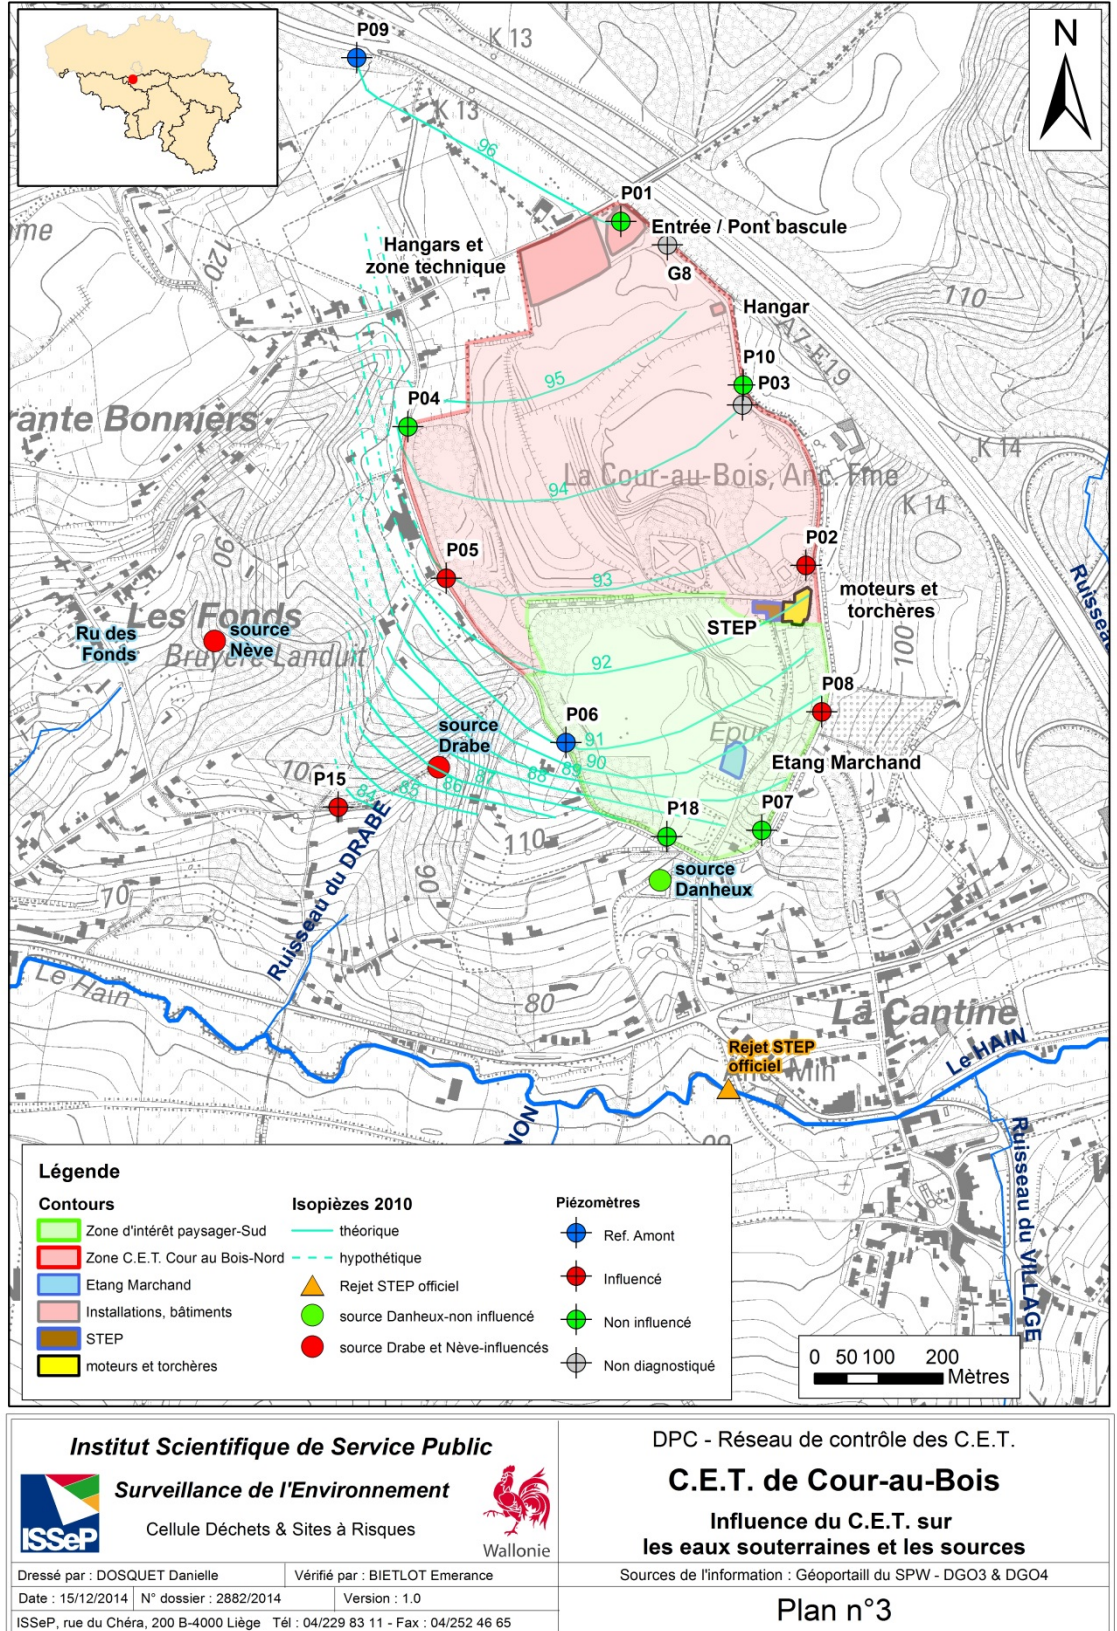 P09
K 13
N
K 13
96
P01
Entrée / Pont bascule
Hangars et
zone technique
G8
120
Hangar
110
A7-E19
P10
P03
95
P04
rante Bonniers
K 14
La Cour-au-Bois, Anc. Fme
94
K 14
P05
90
P02
93
moteurs et
torchères
Ruisseau
Les Fonds
Ru des
Fonds
source
Nève
Bruyère Landuit
STEP
100
92
P08
P06
source
Drabe
91
Epur.
90
Etang Marchand
89
88
87
86
85
84
P15
100
P18
P07
110
90
70
source
Danheux
Ruisseau du DRABE
Le Hain
80
La Cantine
Rejet STEP
officiel
Min
Le HAIN
NON
Ruisseau du VILLAGE
Légende
Contours
Zone d'intérêt paysager-Sud
Zone C.E.T. Cour au Bois-Nord
Etang Marchand
Installations, bâtiments
STEP
moteurs et torchères
Isopièzes 2010
théorique
hypothétique
Rejet STEP officiel
source Danheux-non influencé
source Drabe et Nève-influencés
Piézomètres
Ref. Amont
Influencé
Non influencé
Non diagnostiqué
0 50 100 200
Mètres
Institut Scientifique de Service Public
Surveillance de l'Environnement
Cellule Déchets & Sites à Risques
ISSeP
Wallonie
Dressé par : DOSQUET Danielle
Vérifié par : BIETLOT Emerance
Date : 15/12/2014
N° dossier : 2882/2014
Version : 1.0
ISSeP, rue du Chéra, 200 B-4000 Liège Tél : 04/229 83 11 - Fax : 04/252 46 65
DPC - Réseau de contrôle des C.E.T.
C.E.T. de Cour-au-Bois
Influence du C.E.T. sur
les eaux souterraines et les sources
Sources de l'information : Géoportaill du SPW - DGO3 & DGO4
Plan n°3